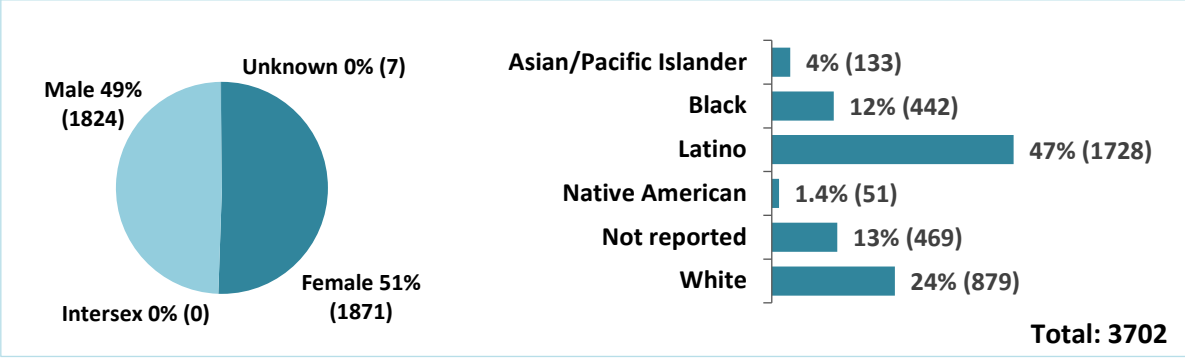 Unknown 0% (7)
Male 49%
(1824)
Female 51%
(1871)
Intersex 0% (0)
Asian/Pacific Islander 4% (133)
Black 12% (442)
Latino 47% (1728)
Native American 1.4% (51)
Not reported 13% (469)
White 24% (879)
Total: 3702